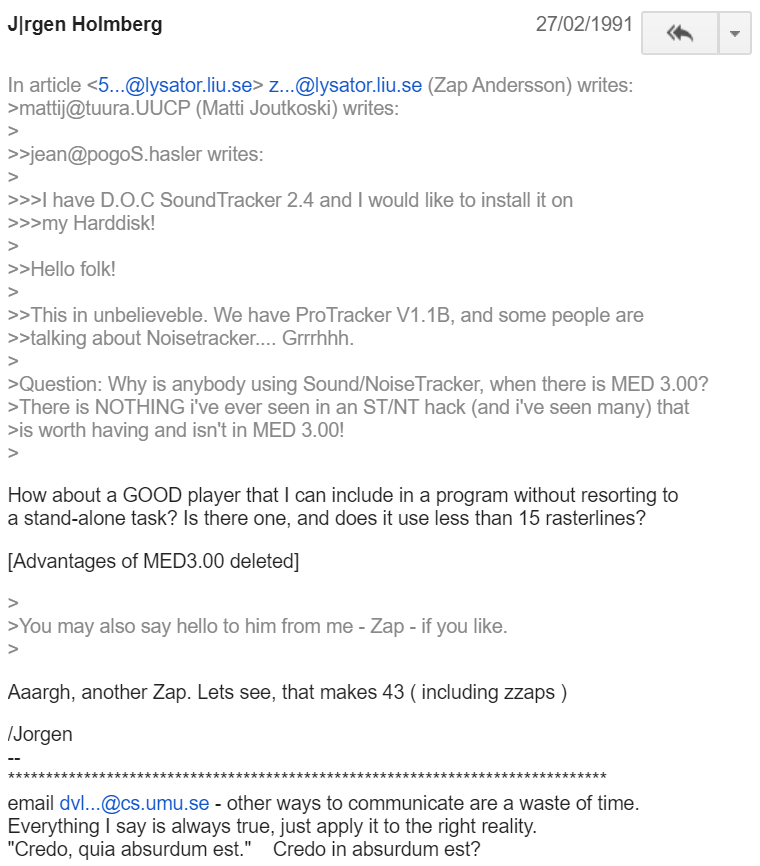 J|rgen Holmberg
27/02/1991
In article <5...@lysator.liu.se> z...@lysator.liu.se (Zap Andersson) writes:
>mattij@tuura.UUCP (Matti Joutkoski) writes:
>
>>jean@pogoS.hasler writes:
>
>>>I have D.O.C SoundTracker 2.4 and I would like to install it on
>>>my Harddisk!
>
>>Hello folk!
>
>>This in unbelieveble. We have ProTracker V1.1B, and some people are
>>talking about Noisetracker.... Grrrhhh.
>
>Question: Why is anybody using Sound/NoiseTracker, when there is MED 3.00?
>There is NOTHING i've ever seen in an ST/NT hack (and i've seen many) that
>is worth having and isn't in MED 3.00!
>
How about a GOOD player that I can include in a program without resorting to
a stand-alone task? Is there one, and does it use less than 15 rasterlines?
[Advantages of MED3.00 deleted]
>
>You may also say hello to him from me - Zap - if you like.
>
Aaargh, another Zap. Lets see, that makes 43 ( including zzaps )
/Jorgen
--
*******************************************************************************
email dvl...@cs.umu.se - other ways to communicate are a waste of time.
Everything I say is always true, just apply it to the right reality.
"Credo, quia absurdum est."    Credo in absurdum est?